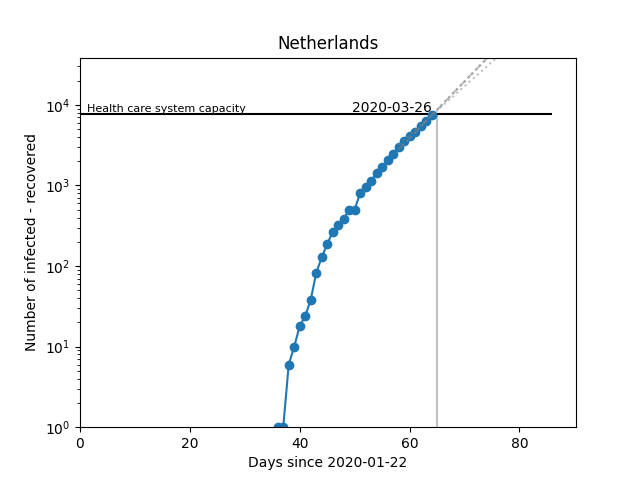 Netherlands
Number of infected - recovered
10^4
10^3
10^2
10^1
10^0
Health care system capacity
2020-03-26
0 20 40 60 80
Days since 2020-01-22